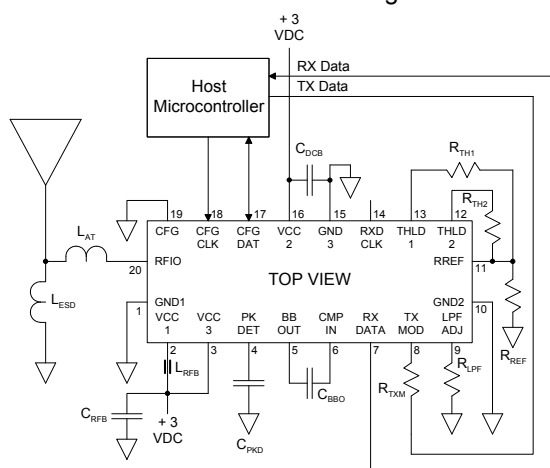 + 3
VDC
RX Data
TX Data
Host
Microcontroller
CDCB
RTH1
RTH2
19 18 17 16 15 14 13 12
CFG CFG CLK CFG DAT VCC 2 GND 3 RXD CLK THLD 1 THLD 2
LAT
20 RFIO
RREF 11
TOP VIEW
LESD
1 GND1
GND2 10
VCC 1 VCC 3 PK DET BB OUT CMP IN RX DATA TX MOD LPF ADJ
2 3 4 5 6 7 8 9
RREF
LRFB
RTXM
RLPF
CRFB
+ 3
VDC
CPKD
CBBO